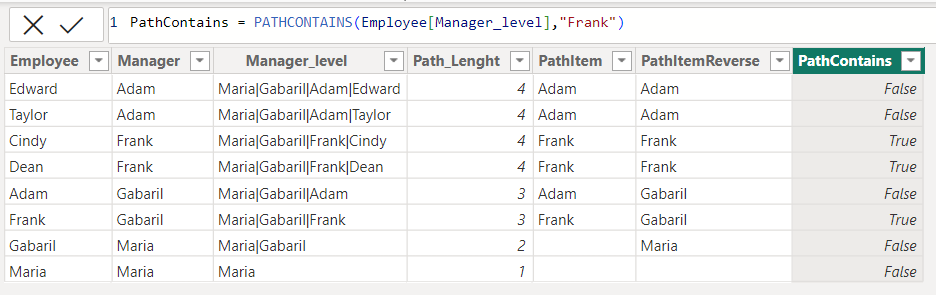 1 PathContains = PATHCONTAINS(Employee[Manager_level],"Frank")
Employee Manager Manager_level Path_Lenght PathItem PathItemReverse PathContains
Edward Adam Maria|Gabaril|Adam|Edward 4 Adam Adam False
Taylor Adam Maria|Gabaril|Adam|Taylor 4 Adam Adam False
Cindy Frank Maria|Gabaril|Frank|Cindy 4 Frank Frank True
Dean Frank Maria|Gabaril|Frank|Dean 4 Frank Frank True
Adam Gabaril Maria|Gabaril|Adam 3 Adam Gabaril False
Frank Gabaril Maria|Gabaril|Frank 3 Frank Gabaril True
Gabaril Maria Maria|Gabaril 2 Maria False
Maria Maria Maria 1 False